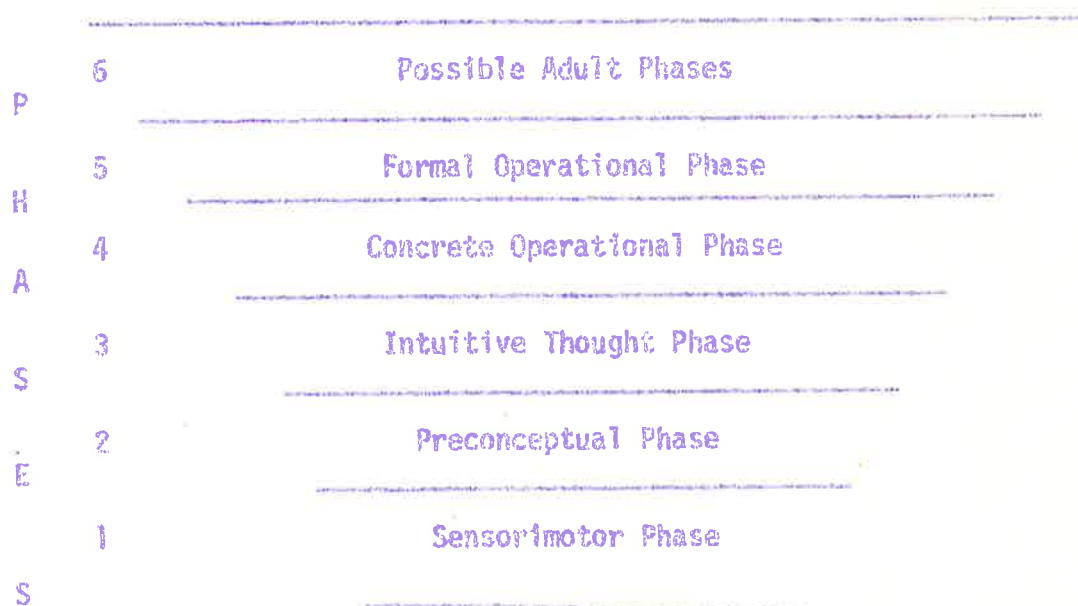 6 Possible Adult Phases
P
5 Formal Operational Phase
H
4 Concrete Operational Phase
A
3 Intuitive Thought Phase
S
2 Preconceptual Phase
E
1 Sensorimotor Phase
S